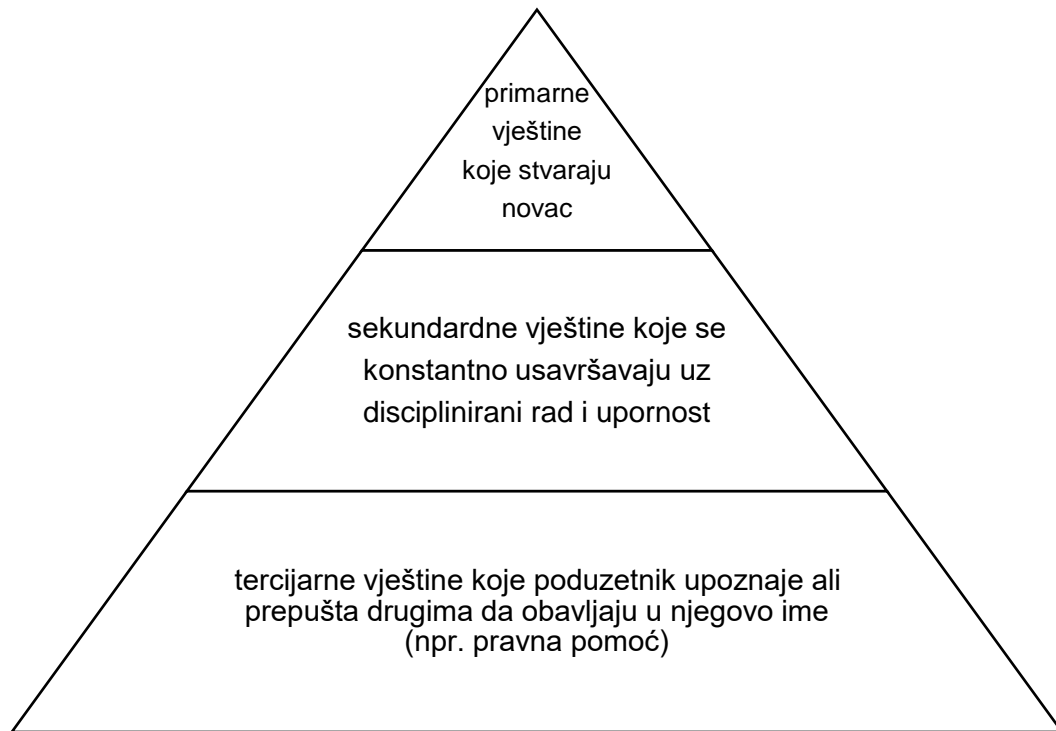 primarne
vještine
koje stvaraju
novac
sekundardne vještine koje se
konstantno usavršavaju uz
disciplinirani rad i upornost
tercijarne vještine koje poduzetnik upoznaje ali
prepušta drugima da obavljaju u njegovo ime
(npr. pravna pomoć)